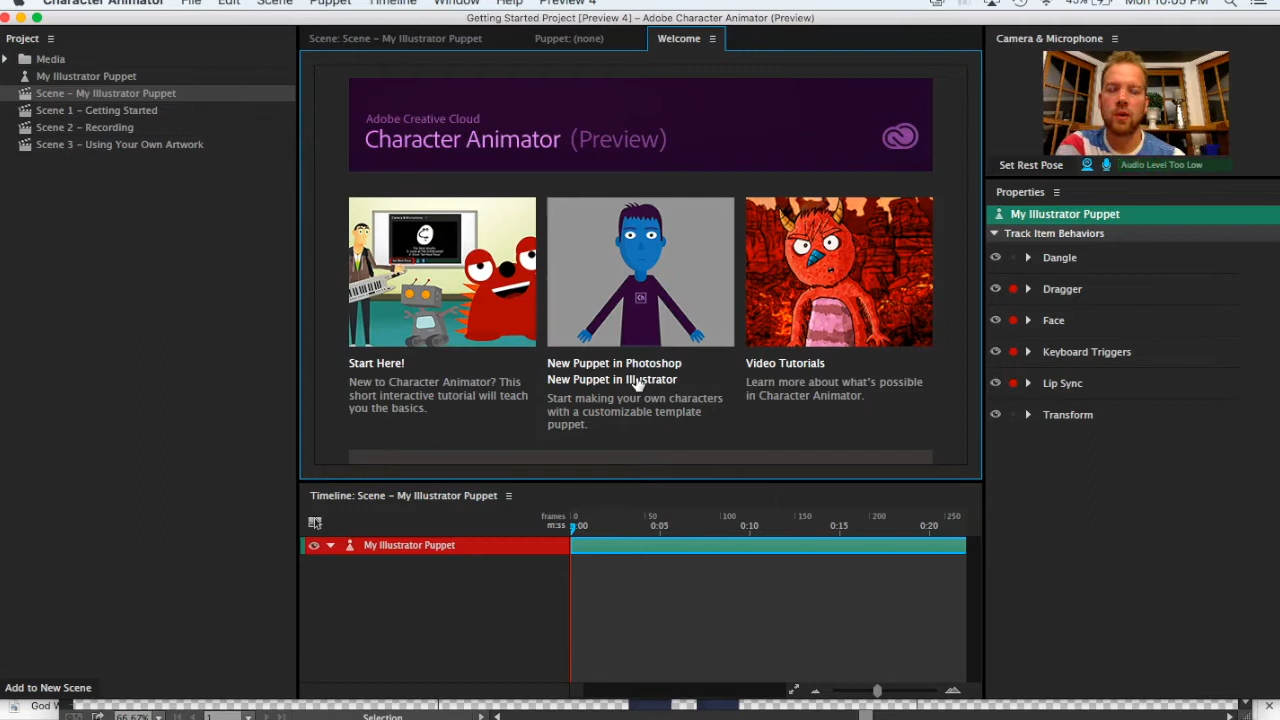 Character Animator File Edit Scene Puppet Timeline Window Help Preview 4 45% Mon 10:05 PM
Getting Started Project [Preview 4] – Adobe Character Animator (Preview)
Project
Media
My Illustrator Puppet
Scene – My Illustrator Puppet
Scene 1 – Getting Started
Scene 2 – Recording
Scene 3 – Using Your Own Artwork
Add to New Scene
Scene: Scene – My Illustrator Puppet Puppet: (none) Welcome
Adobe Creative Cloud
Character Animator (Preview)
Ch
Start Here!
New to Character Animator? This
short interactive tutorial will teach
you the basics.
New Puppet in Photoshop
New Puppet in Illustrator
Start making your own characters
with a customizable template
puppet.
Video Tutorials
Learn more about what's possible
in Character Animator.
Timeline: Scene – My Illustrator Puppet
frames 0 50 100 150 200 250
m:ss 0:00 0:05 0:10 0:15 0:20
My Illustrator Puppet
Camera & Microphone
Set Rest Pose Audio Level Too Low
Properties
My Illustrator Puppet
Track Item Behaviors
Dangle
Dragger
Face
Keyboard Triggers
Lip Sync
Transform
God
66.67% 1 Selection